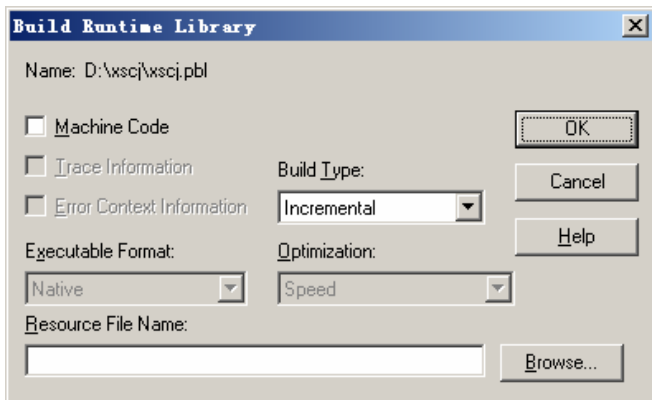 Build Runtime Library
Name: D:\xscj\xscj.pbl
Machine Code
OK
Trace Information
Build Type:
Cancel
Error Context Information
Incremental
Help
Executable Format:
Optimization:
Native
Speed
Resource File Name:
Browse...